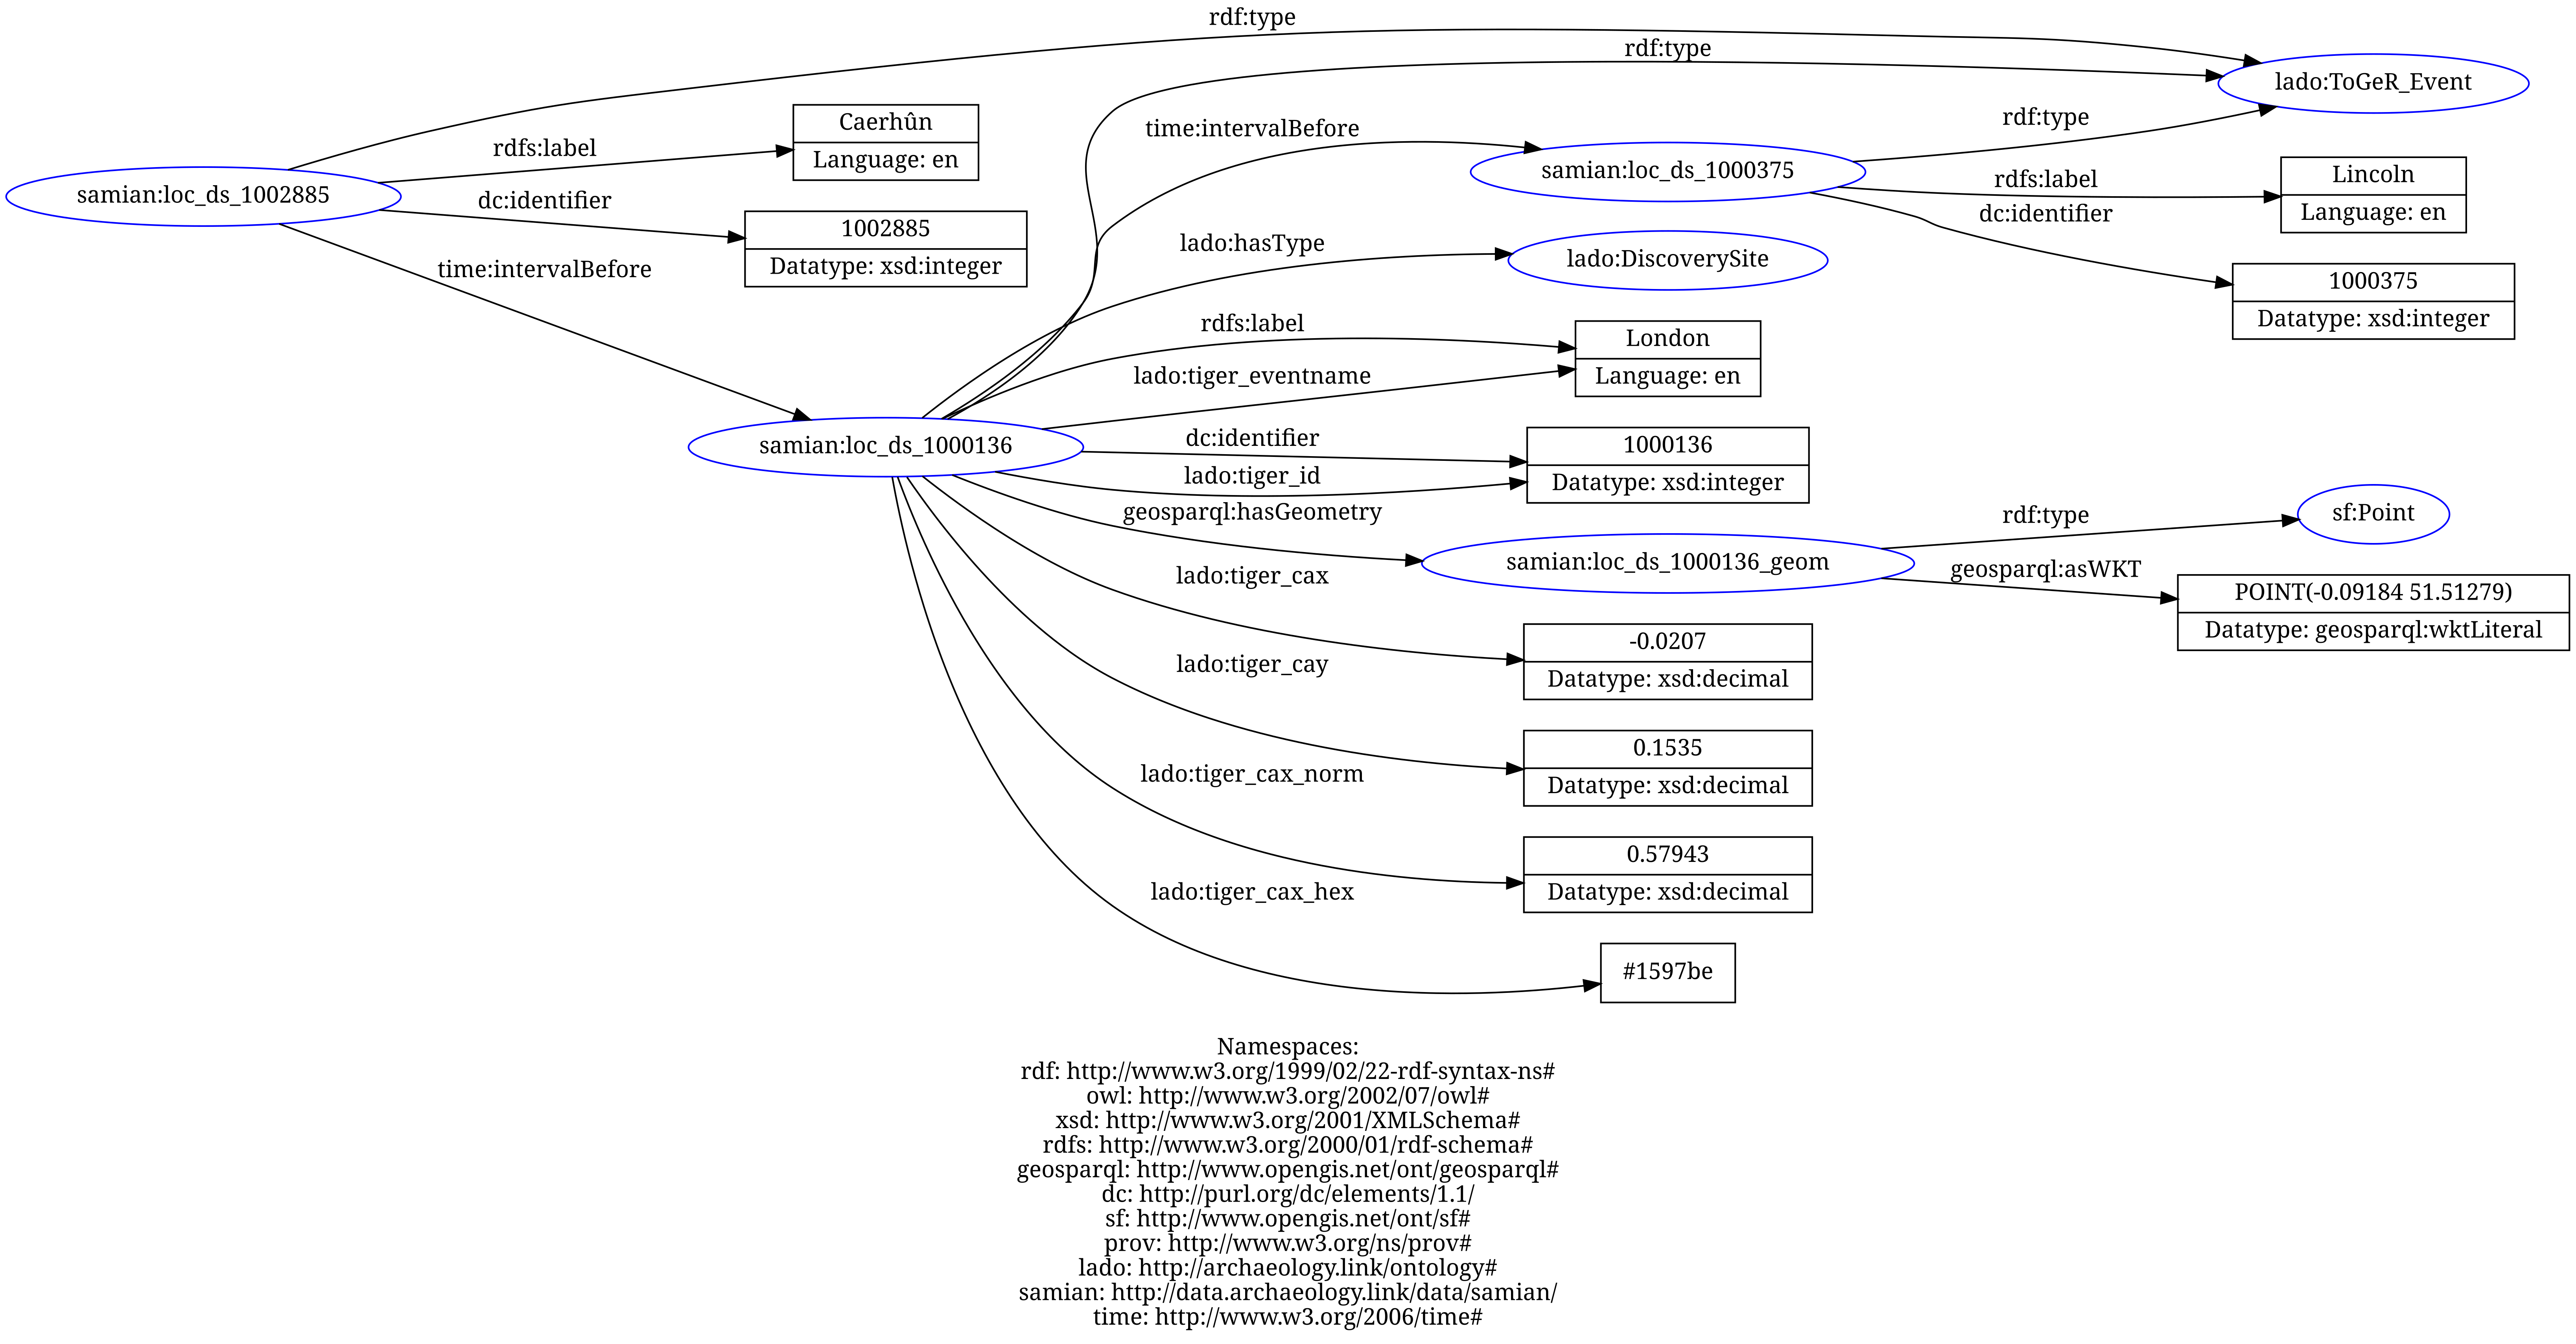 rdf:type
rdf:type
lado:ToGeR_Event
Caerhûn
Language: en
rdfs:label
time:intervalBefore
rdf:type
samian:loc_ds_1002885
dc:identifier
1002885
Datatype: xsd:integer
samian:loc_ds_1000375
rdfs:label
Lincoln
Language: en
dc:identifier
time:intervalBefore
lado:hasType
lado:DiscoverySite
1000375
Datatype: xsd:integer
rdfs:label
London
Language: en
lado:tiger_eventname
samian:loc_ds_1000136
dc:identifier
1000136
Datatype: xsd:integer
lado:tiger_id
geosparql:hasGeometry
samian:loc_ds_1000136_geom
rdf:type
sf:Point
geosparql:asWKT
POINT(-0.09184 51.51279)
Datatype: geosparql:wktLiteral
lado:tiger_cax
-0.0207
Datatype: xsd:decimal
lado:tiger_cay
0.1535
Datatype: xsd:decimal
lado:tiger_cax_norm
0.57943
Datatype: xsd:decimal
lado:tiger_cax_hex
#1597be
Namespaces:
rdf: http://www.w3.org/1999/02/22-rdf-syntax-ns#
owl: http://www.w3.org/2002/07/owl#
xsd: http://www.w3.org/2001/XMLSchema#
rdfs: http://www.w3.org/2000/01/rdf-schema#
geosparql: http://www.opengis.net/ont/geosparql#
dc: http://purl.org/dc/elements/1.1/
sf: http://www.opengis.net/ont/sf#
prov: http://www.w3.org/ns/prov#
lado: http://archaeology.link/ontology#
samian: http://data.archaeology.link/data/samian/
time: http://www.w3.org/2006/time#